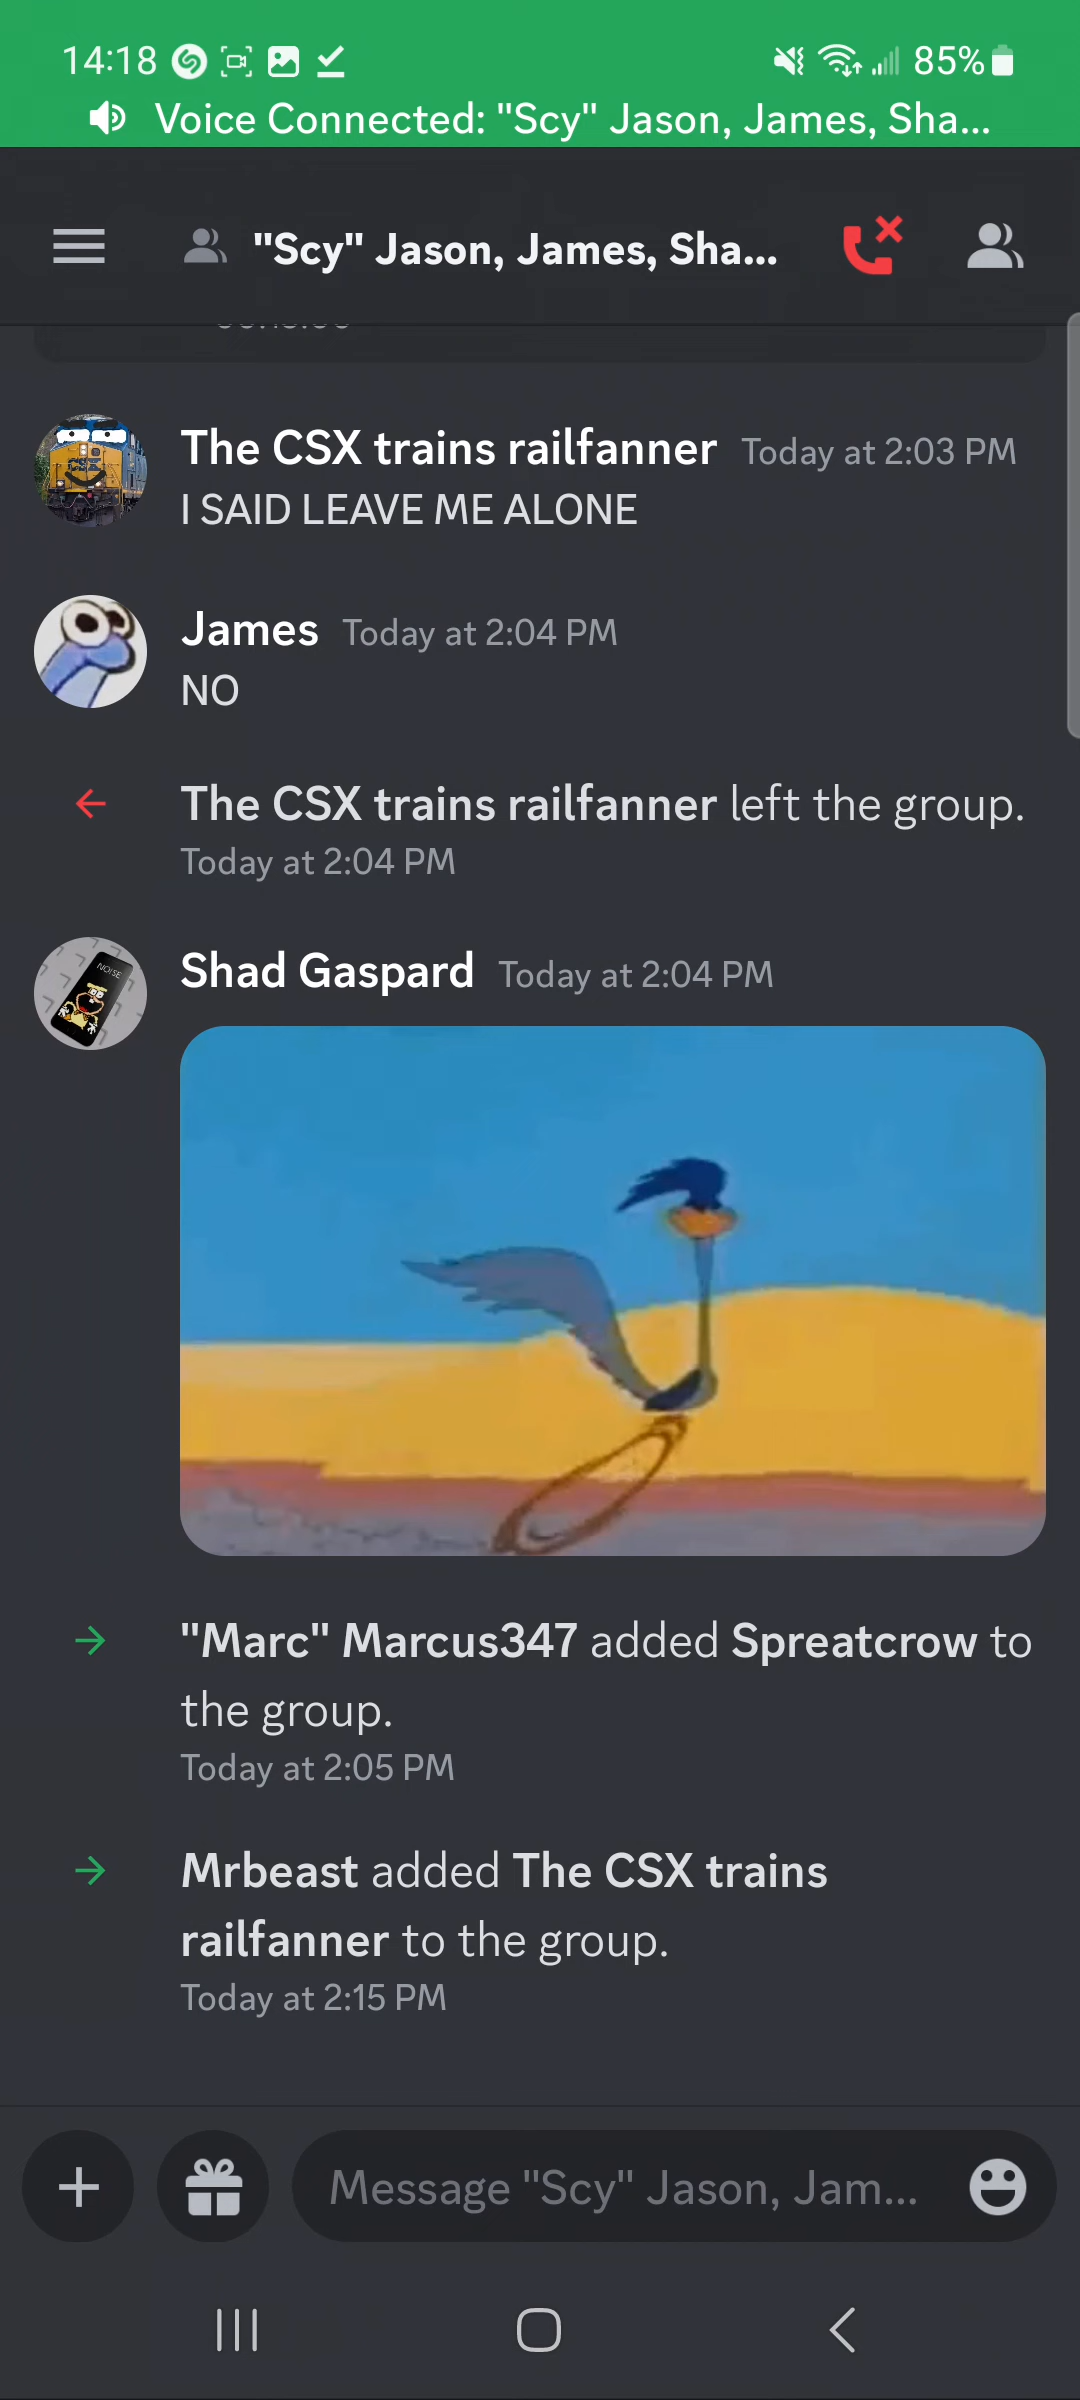 14:18
85%
Voice Connected: "Scy" Jason, James, Sha...
"Scy" Jason, James, Sha...
The CSX trains railfanner Today at 2:03 PM
I SAID LEAVE ME ALONE
James Today at 2:04 PM
NO
The CSX trains railfanner left the group.
Today at 2:04 PM
Shad Gaspard Today at 2:04 PM
NOISE
"Marc" Marcus347 added Spreatcrow to
the group.
Today at 2:05 PM
Mrbeast added The CSX trains
railfanner to the group.
Today at 2:15 PM
Message "Scy" Jason, Jam...